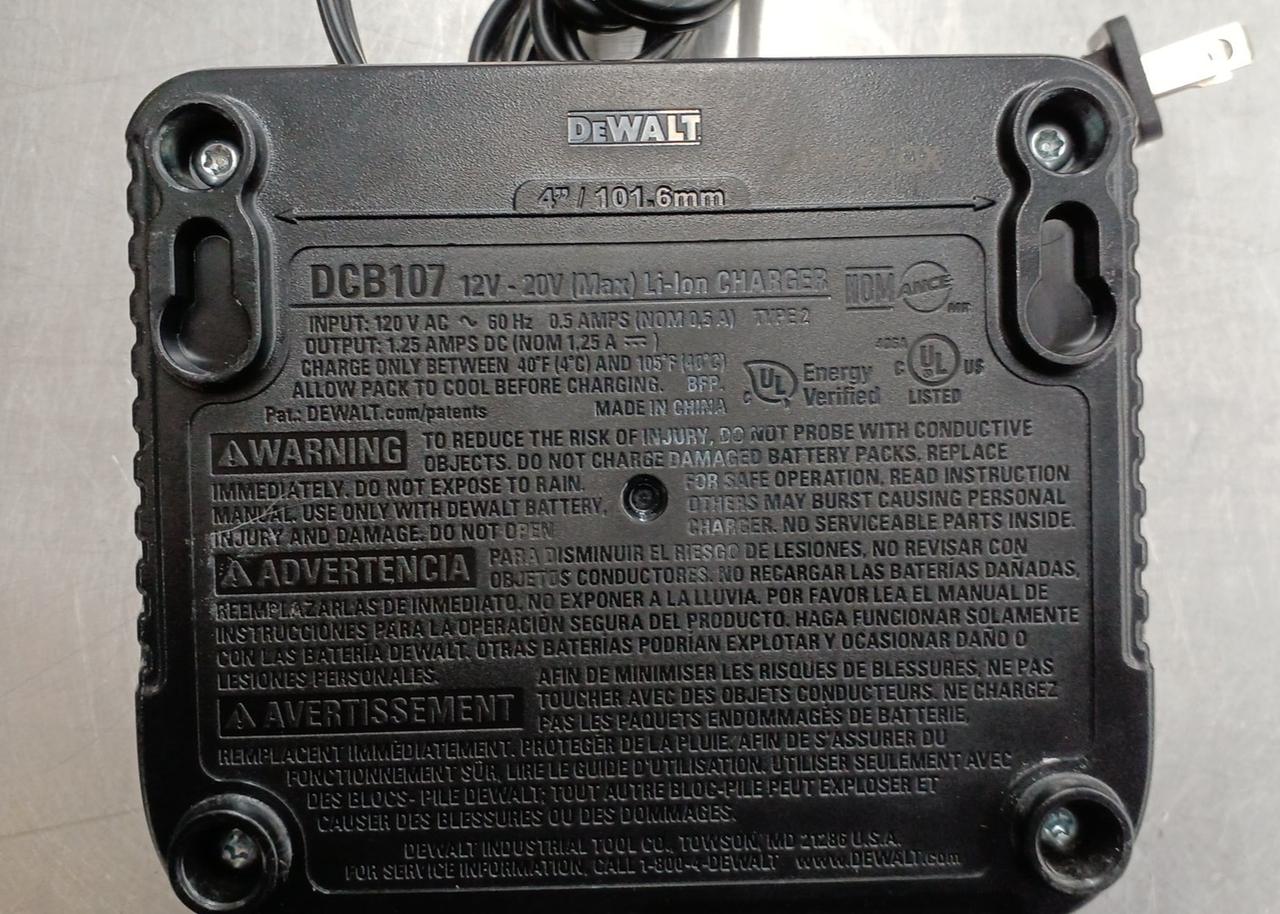 DEWALT
4" / 101.6mm
DCB107 12V - 20V (Max) Li-Ion CHARGER NOM ANCE MR
INPUT: 120 V AC ~ 60 Hz 0.5 AMPS (NOM 0,5 A) TYPE 2
OUTPUT: 1.25 AMPS DC (NOM 1,25 A ⎓ )
CHARGE ONLY BETWEEN 40°F (4°C) AND 105°F (40°C)
ALLOW PACK TO COOL BEFORE CHARGING. BFP.
Pat.: DEWALT.com/patents MADE IN CHINA
c UL Energy
Verified
c UL US
LISTED
⚠WARNING TO REDUCE THE RISK OF INJURY, DO NOT PROBE WITH CONDUCTIVE
OBJECTS. DO NOT CHARGE DAMAGED BATTERY PACKS, REPLACE
IMMEDIATELY. DO NOT EXPOSE TO RAIN. FOR SAFE OPERATION, READ INSTRUCTION
MANUAL. USE ONLY WITH DEWALT BATTERY, OTHERS MAY BURST CAUSING PERSONAL
INJURY AND DAMAGE. DO NOT OPEN CHARGER. NO SERVICEABLE PARTS INSIDE.
⚠ADVERTENCIA PARA DISMINUIR EL RIESGO DE LESIONES, NO REVISAR CON
OBJETOS CONDUCTORES. NO RECARGAR LAS BATERÍAS DAÑADAS,
REEMPLAZARLAS DE INMEDIATO. NO EXPONER A LA LLUVIA. POR FAVOR LEA EL MANUAL DE
INSTRUCCIONES PARA LA OPERACIÓN SEGURA DEL PRODUCTO. HAGA FUNCIONAR SOLAMENTE
CON LAS BATERÍA DEWALT, OTRAS BATERÍAS PODRÍAN EXPLOTAR Y OCASIONAR DAÑO O
LESIONES PERSONALES.
⚠AVERTISSEMENT AFIN DE MINIMISER LES RISQUES DE BLESSURES, NE PAS
TOUCHER AVEC DES OBJETS CONDUCTEURS. NE CHARGEZ
PAS LES PAQUETS ENDOMMAGÉS DE BATTERIE,
REMPLACENT IMMÉDIATEMENT. PROTÉGER DE LA PLUIE. AFIN DE S'ASSURER DU
FONCTIONNEMENT SÛR, LIRE LE GUIDE D'UTILISATION. UTILISER SEULEMENT AVEC
DES BLOCS- PILE DEWALT; TOUT AUTRE BLOC-PILE PEUT EXPLOSER ET
CAUSER DES BLESSURES OU DES DOMMAGES.
DEWALT INDUSTRIAL TOOL CO., TOWSON, MD 21286 U.S.A.
FOR SERVICE INFORMATION, CALL 1-800-4-DEWALT www.DEWALT.com